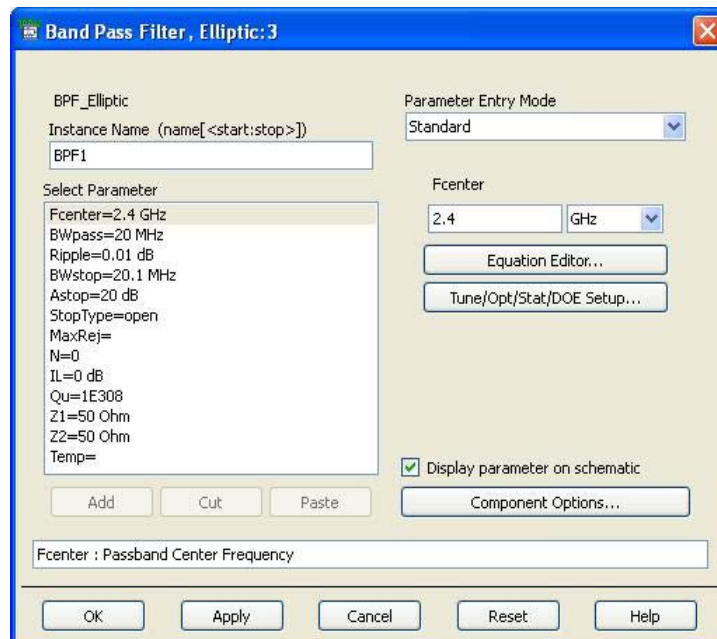 Band Pass Filter, Elliptic:3
BPF_Elliptic
Instance Name (name[<start:stop>])
BPF1
Select Parameter
Fcenter=2.4 GHz
BWpass=20 MHz
Ripple=0.01 dB
BWstop=20.1 MHz
Astop=20 dB
StopType=open
MaxRej=
N=0
IL=0 dB
Qu=1E308
Z1=50 Ohm
Z2=50 Ohm
Temp=
Add
Cut
Paste
Parameter Entry Mode
Standard
Fcenter
2.4
GHz
Equation Editor...
Tune/Opt/Stat/DOE Setup...
Display parameter on schematic
Component Options...
Fcenter : Passband Center Frequency
OK
Apply
Cancel
Reset
Help